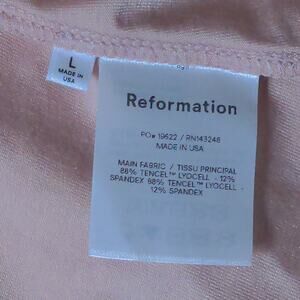 L
MADE IN
USA
Reformation
PO# 19622 / RN143248
MADE IN USA
MAIN FABRIC / TISSU PRINCIPAL
88% TENCEL™ LYOCELL - 12%
SPANDEX 88% TENCEL™ LYOCELL -
12% SPANDEX